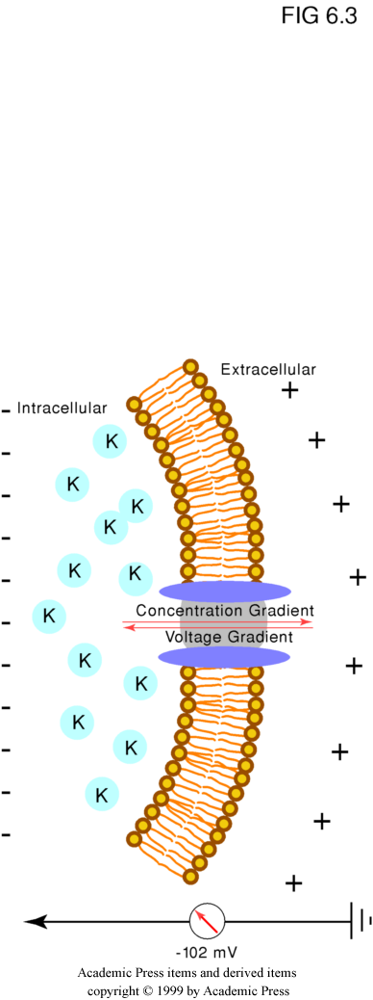 FIG 6.3
Extracellular
Intracellular
K
K
K
K
K
K
Concentration Gradient
K
Voltage Gradient
K
K
K
K
K
-102 mV
Academic Press items and derived items
copyright © 1999 by Academic Press